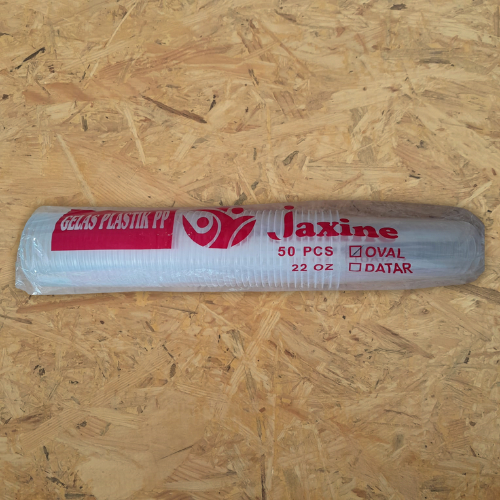 GELAS PLASTIK PP
Jaxine
50 PCS ☑ OVAL
22 OZ ☐ DATAR